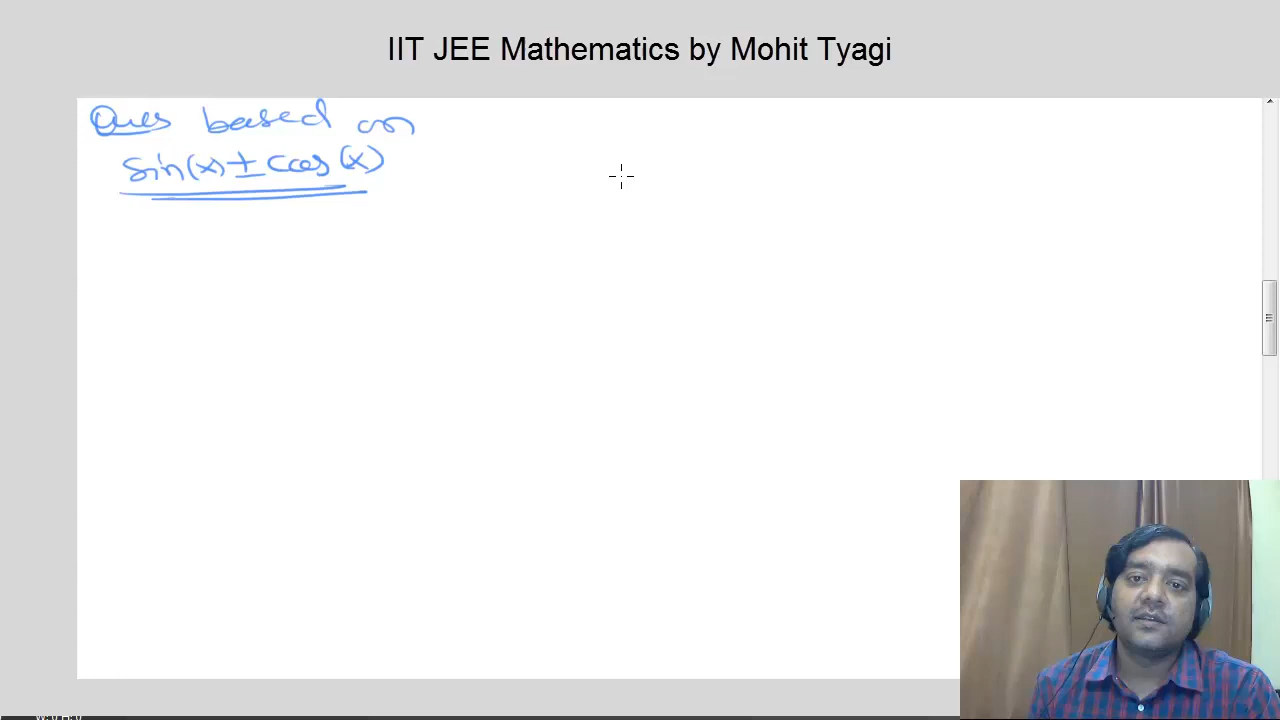 IIT JEE Mathematics by Mohit Tyagi
Ques based on
sin(x) ± cos(x)